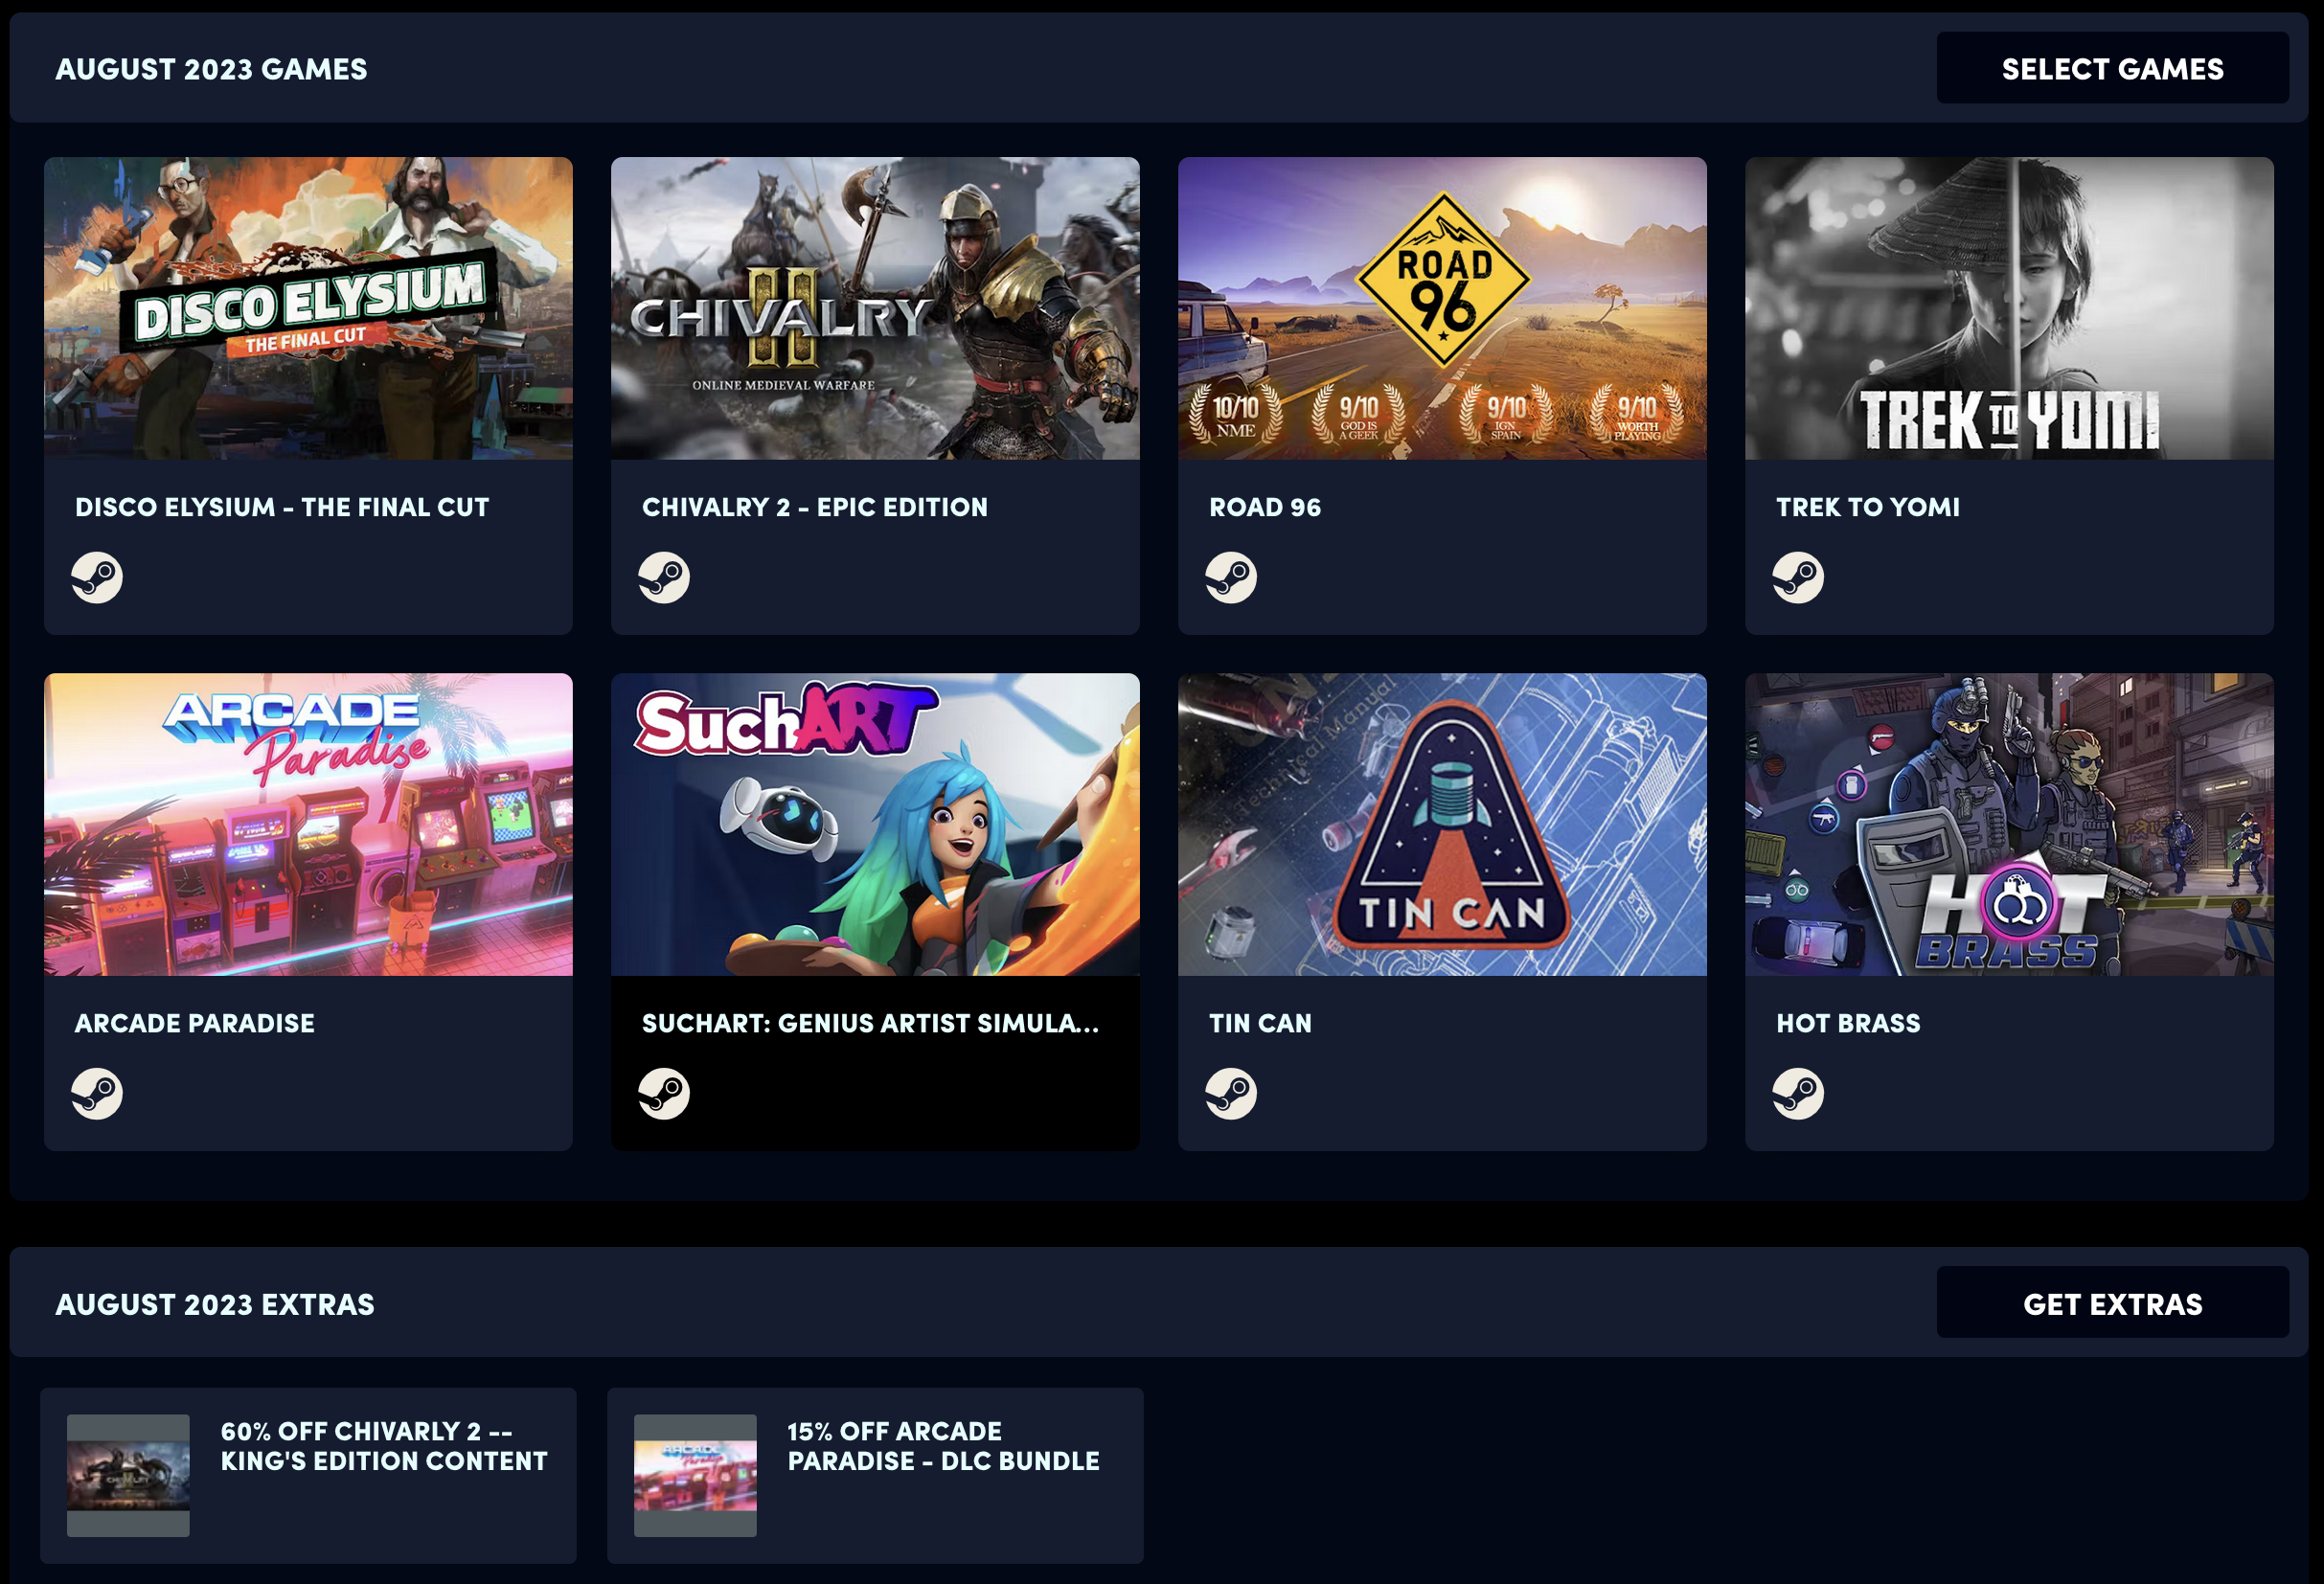 AUGUST 2023 GAMES
SELECT GAMES
DISCO ELYSIUM
THE FINAL CUT
CHIVALRY
II
ONLINE MEDIEVAL WARFARE
ROAD
96
10/10
NME
9/10
GOD IS
A GEEK
9/10
IGN
SPAIN
9/10
WORTH
PLAYING
TREK TO YOMI
DISCO ELYSIUM - THE FINAL CUT
CHIVALRY 2 - EPIC EDITION
ROAD 96
TREK TO YOMI
ARCADE
Paradise
SuchART
Technical Manual
TIN CAN
HOT
BRASS
ARCADE PARADISE
SUCHART: GENIUS ARTIST SIMULA...
TIN CAN
HOT BRASS
AUGUST 2023 EXTRAS
GET EXTRAS
60% OFF CHIVARLY 2 --
KING'S EDITION CONTENT
15% OFF ARCADE
PARADISE - DLC BUNDLE